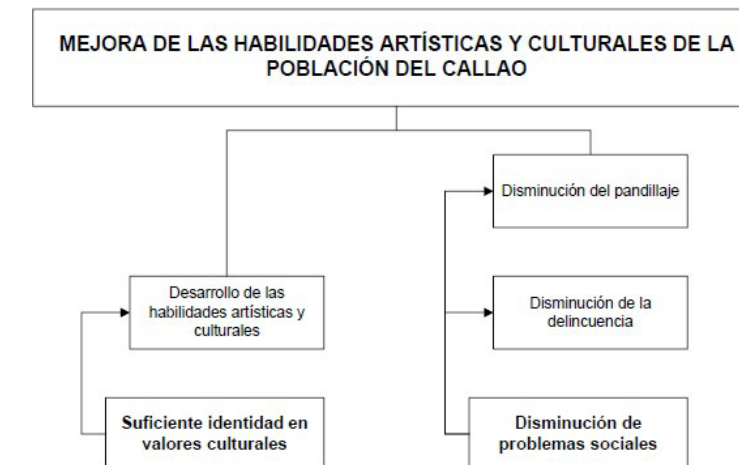 MEJORA DE LAS HABILIDADES ARTÍSTICAS Y CULTURALES DE LA
POBLACIÓN DEL CALLAO
Disminución del pandillaje
Desarrollo de las
habilidades artísticas y
culturales
Disminución de la
delincuencia
Suficiente identidad en
valores culturales
Disminución de
problemas sociales